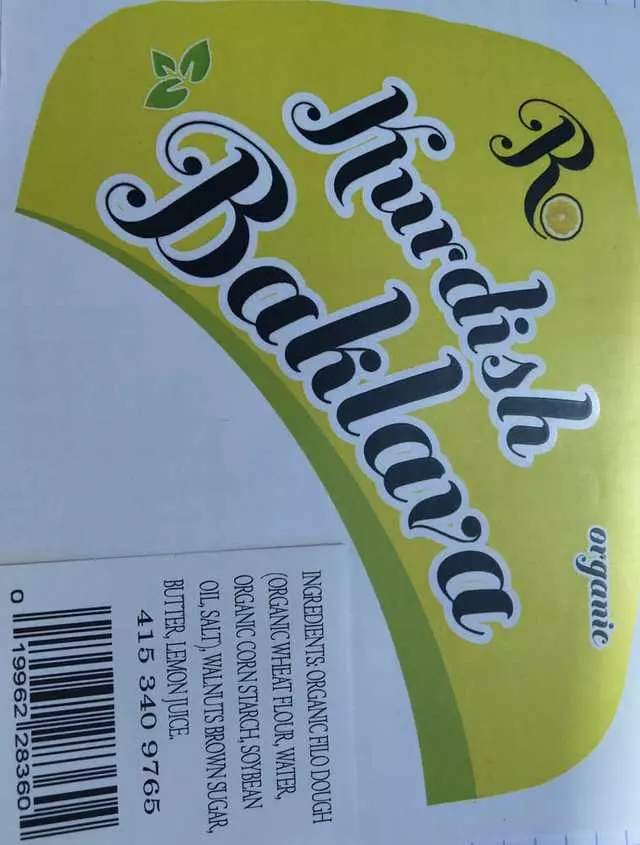 R
Kurdish
Baklava
organic
INGREDIENTS: ORGANIC FILO DOUGH
(ORGANIC WHEAT FLOUR, WATER,
ORGANIC CORN STARCH, SOYBEAN
OIL, SALT), WALNUTS BROWN SUGAR,
BUTTER, LEMON JUICE.
415 340 9765
0 19962 28360